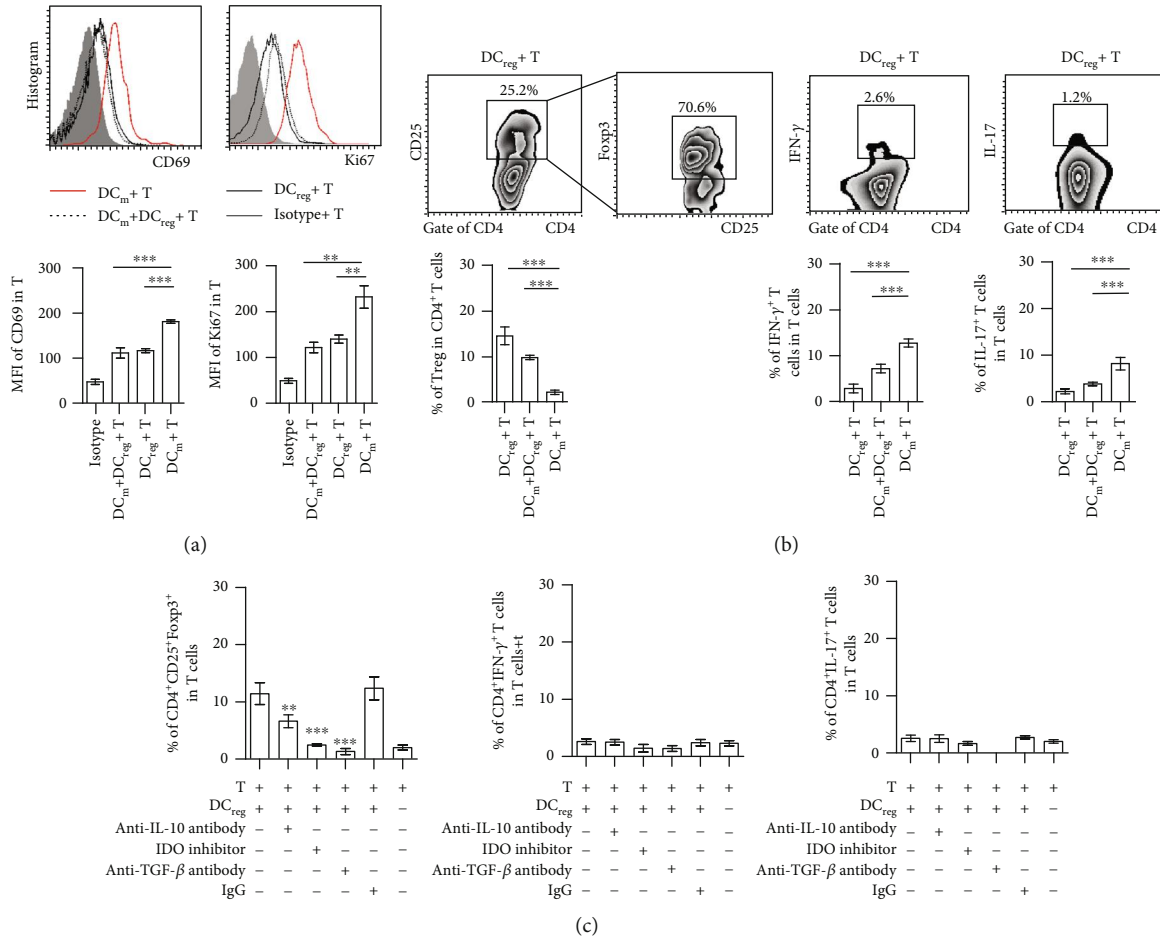 Histogram
CD69
Ki67
DCm+ T
DCreg+ T
DCm+DCreg+ T
Isotype+ T
MFI of CD69 in T
300
200
100
0
***
***
Isotype
DCm+DCreg+ T
DCreg+ T
DCm+ T
MFI of Ki67 in T
300
200
100
0
**
**
Isotype
DCm+DCreg+ T
DCreg+ T
DCm+ T
(a)
DCreg+ T
25.2%
CD25
Gate of CD4
CD4
70.6%
Foxp3
CD25
DCreg+ T
2.6%
IFN-γ
Gate of CD4
CD4
DCreg+ T
1.2%
IL-17
Gate of CD4
CD4
% of Treg in CD4+ T cells
30
20
10
0
***
***
DCreg+ T
DCm+DCreg+ T
DCm+ T
% of IFN-γ+ T
cells in T cells
30
20
10
0
***
***
DCreg+ T
DCm+DCreg+ T
DCm+ T
% of IL-17+ T cells
in T cells
30
20
10
0
***
***
DCreg+ T
DCm+DCreg+ T
DCm+ T
(b)
% of CD4+CD25+Foxp3+
in T cells
30
20
10
0
**
***
***
T + + + + + +
DCreg + + + + + –
Anti-IL-10 antibody – + – – – –
IDO inhibitor – – + – – –
Anti-TGF-β antibody – – – + – –
IgG – – – – + –
% of CD4+IFN-γ+ T cells
in T cells+t
30
20
10
0
T + + + + + +
DCreg + + + + + –
Anti-IL-10 antibody – + – – – –
IDO inhibitor – – + – – –
Anti-TGF-β antibody – – – + – –
IgG – – – – + –
% of CD4+IL-17+ T cells
in T cells
30
20
10
0
T + + + + + +
DCreg + + + + + –
Anti-IL-10 antibody – + – – – –
IDO inhibitor – – + – – –
Anti-TGF-β antibody – – – + – –
IgG – – – – + –
(c)